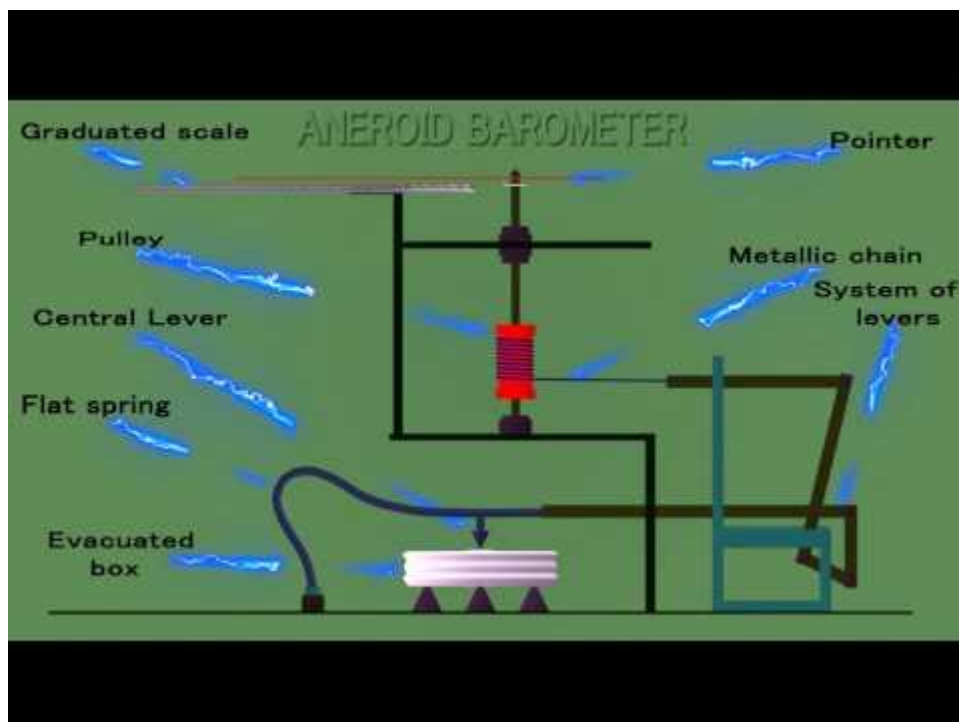 ANEROID BAROMETER
Graduated scale
Pointer
Pulley
Metallic chain
System of
levers
Central Lever
Flat spring
Evacuated
box